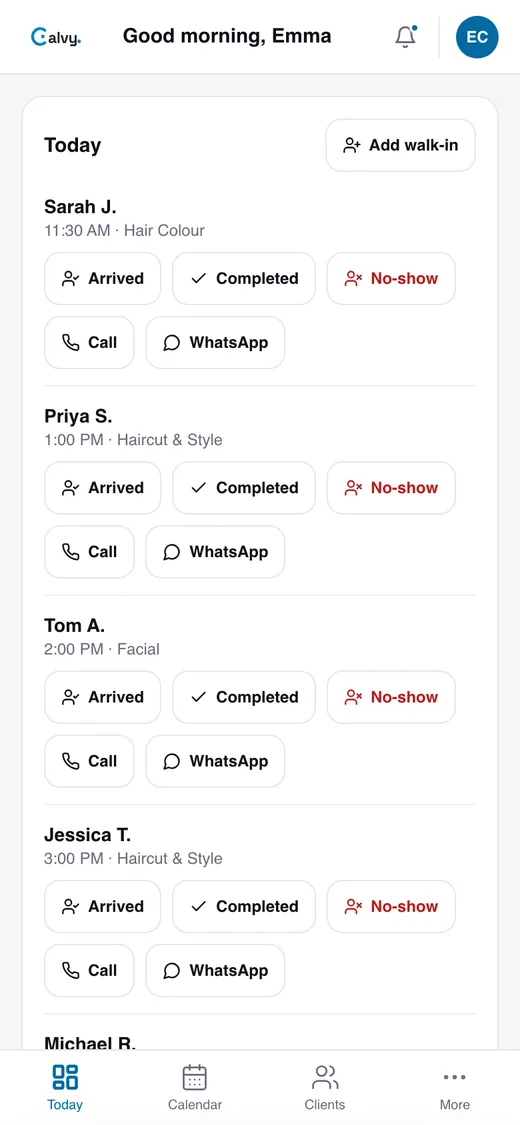 Calvy.
Good morning, Emma
EC
Today
Add walk-in
Sarah J.
11:30 AM · Hair Colour
Arrived
Completed
No-show
Call
WhatsApp
Priya S.
1:00 PM · Haircut & Style
Arrived
Completed
No-show
Call
WhatsApp
Tom A.
2:00 PM · Facial
Arrived
Completed
No-show
Call
WhatsApp
Jessica T.
3:00 PM · Haircut & Style
Arrived
Completed
No-show
Call
WhatsApp
Michael R.
Today
Calendar
Clients
More